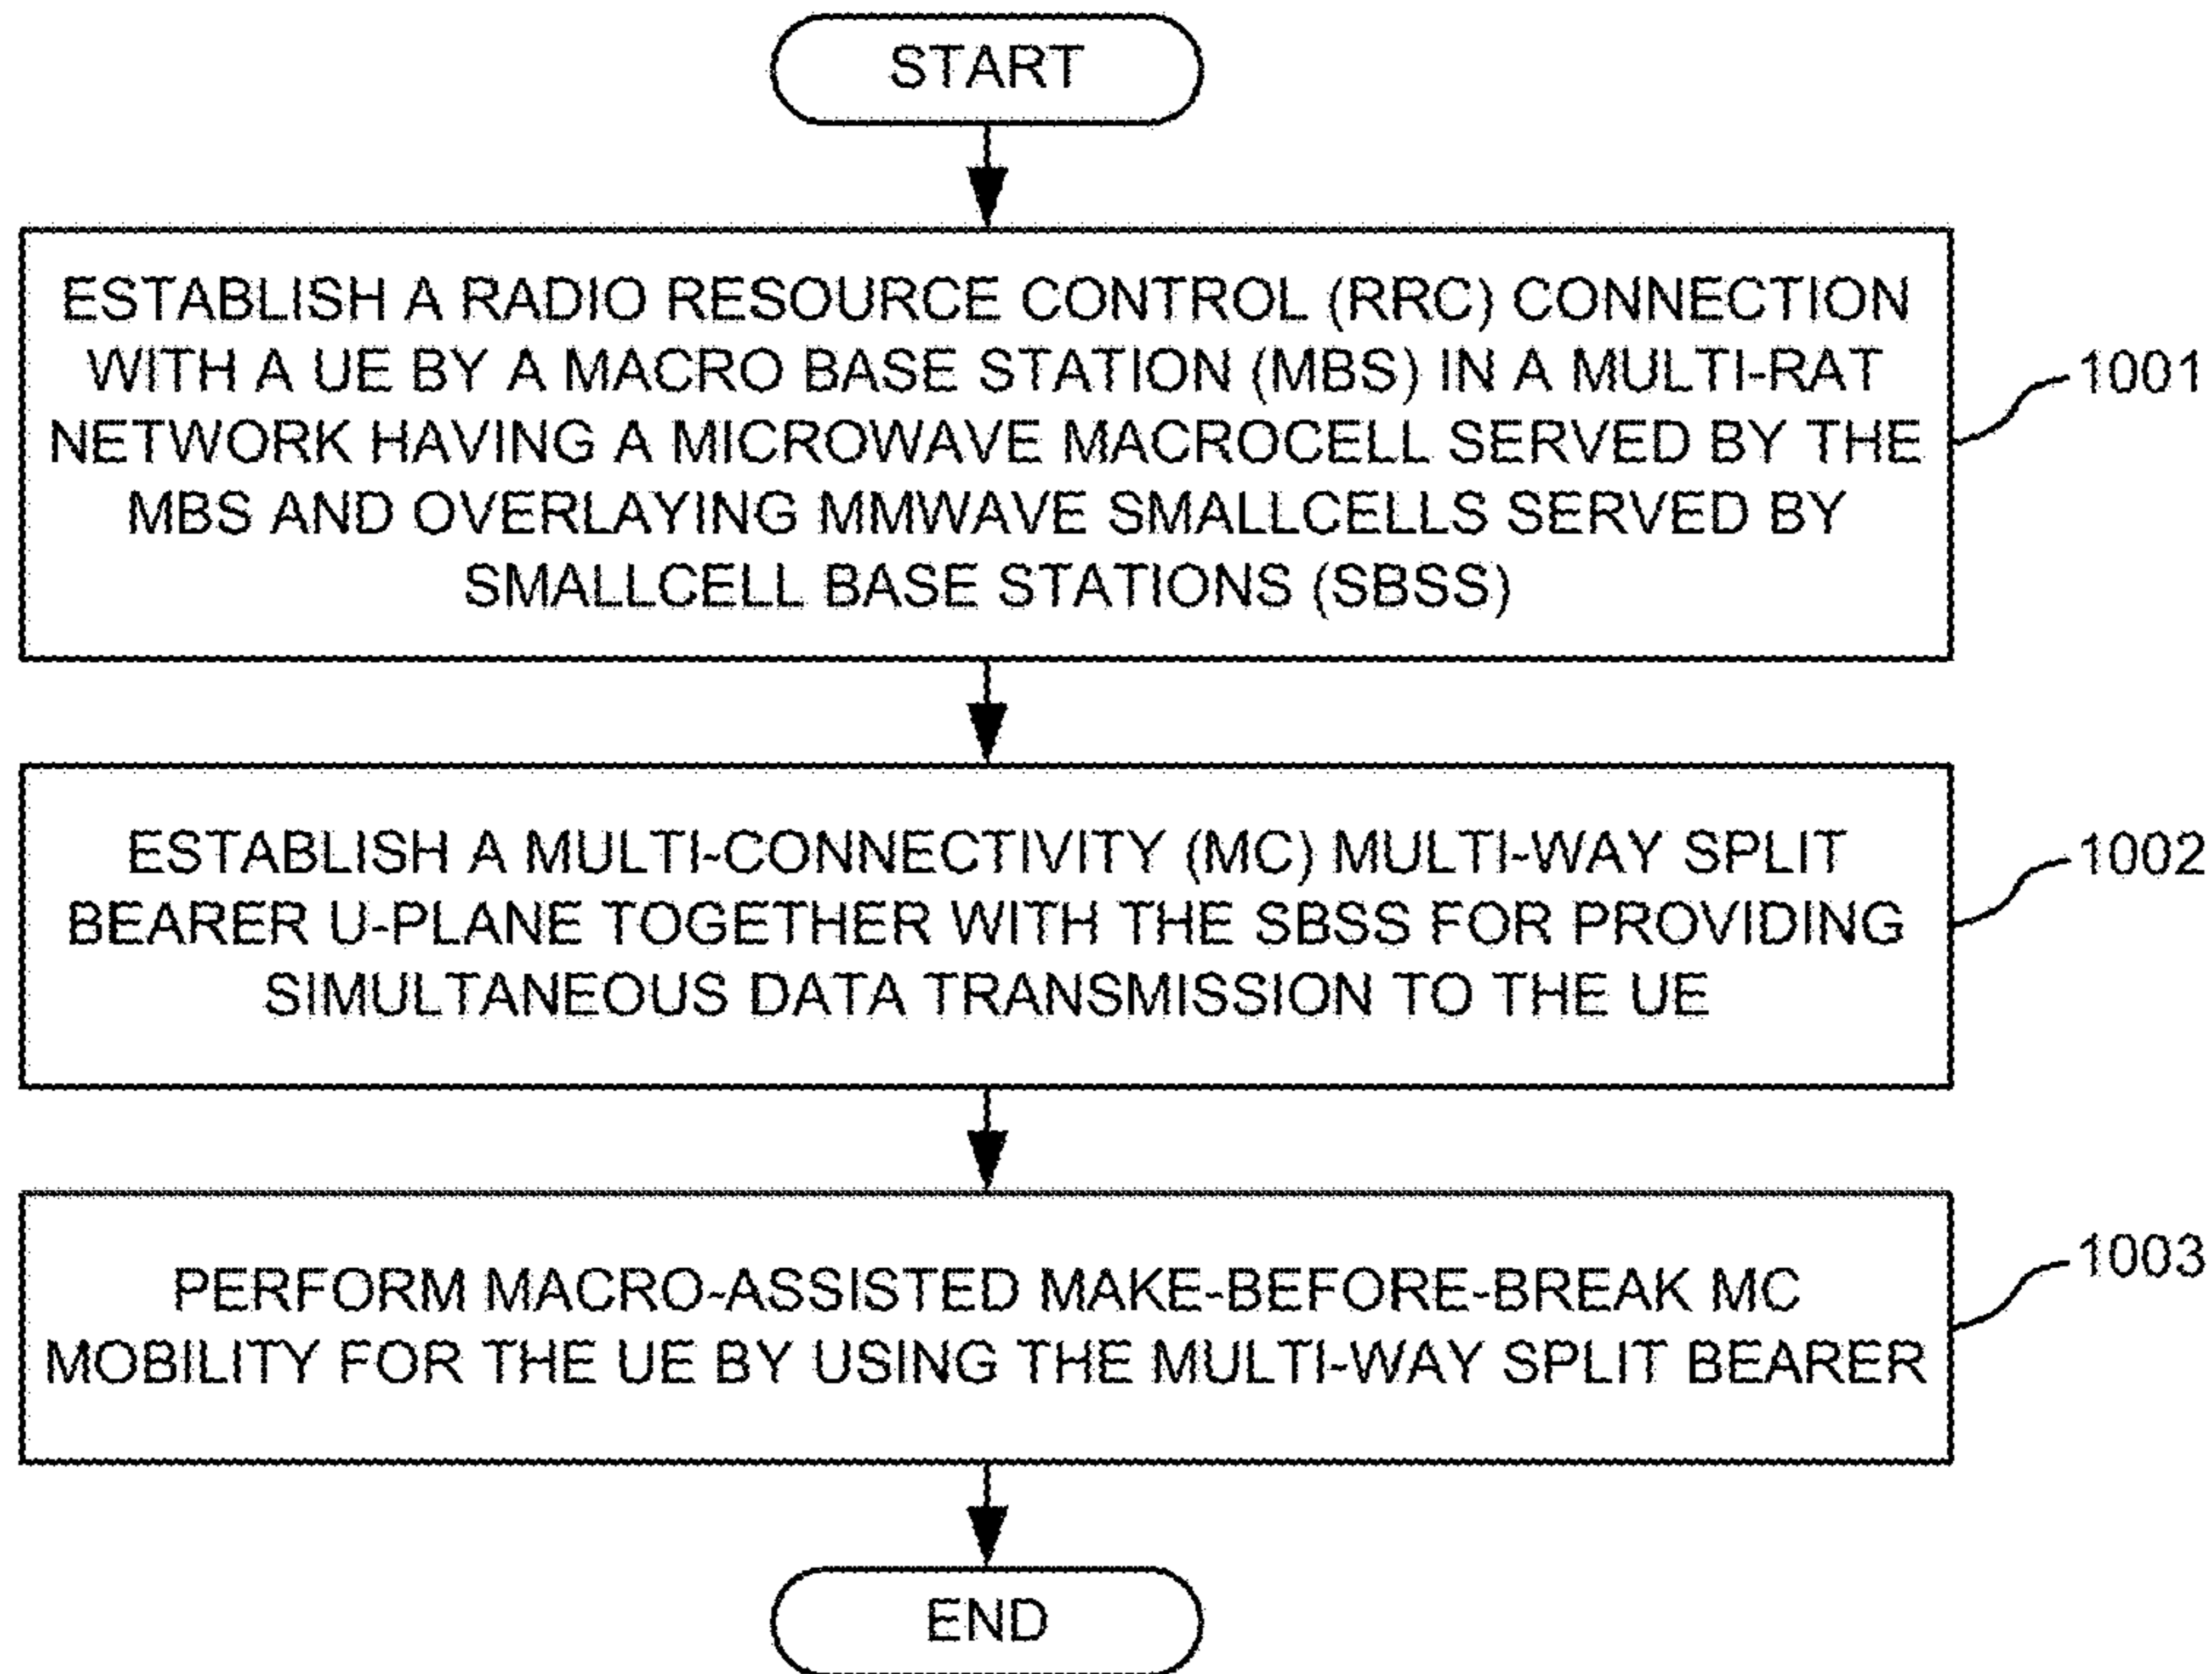 START
ESTABLISH A RADIO RESOURCE CONTROL (RRC) CONNECTION
WITH A UE BY A MACRO BASE STATION (MBS) IN A MULTI-RAT
NETWORK HAVING A MICROWAVE MACROCELL SERVED BY THE
MBS AND OVERLAYING MMWAVE SMALLCELLS SERVED BY
SMALLCELL BASE STATIONS (SBSS)
1001
ESTABLISH A MULTI-CONNECTIVITY (MC) MULTI-WAY SPLIT
BEARER U-PLANE TOGETHER WITH THE SBSS FOR PROVIDING
SIMULTANEOUS DATA TRANSMISSION TO THE UE
1002
PERFORM MACRO-ASSISTED MAKE-BEFORE-BREAK MC
MOBILITY FOR THE UE BY USING THE MULTI-WAY SPLIT BEARER
1003
END